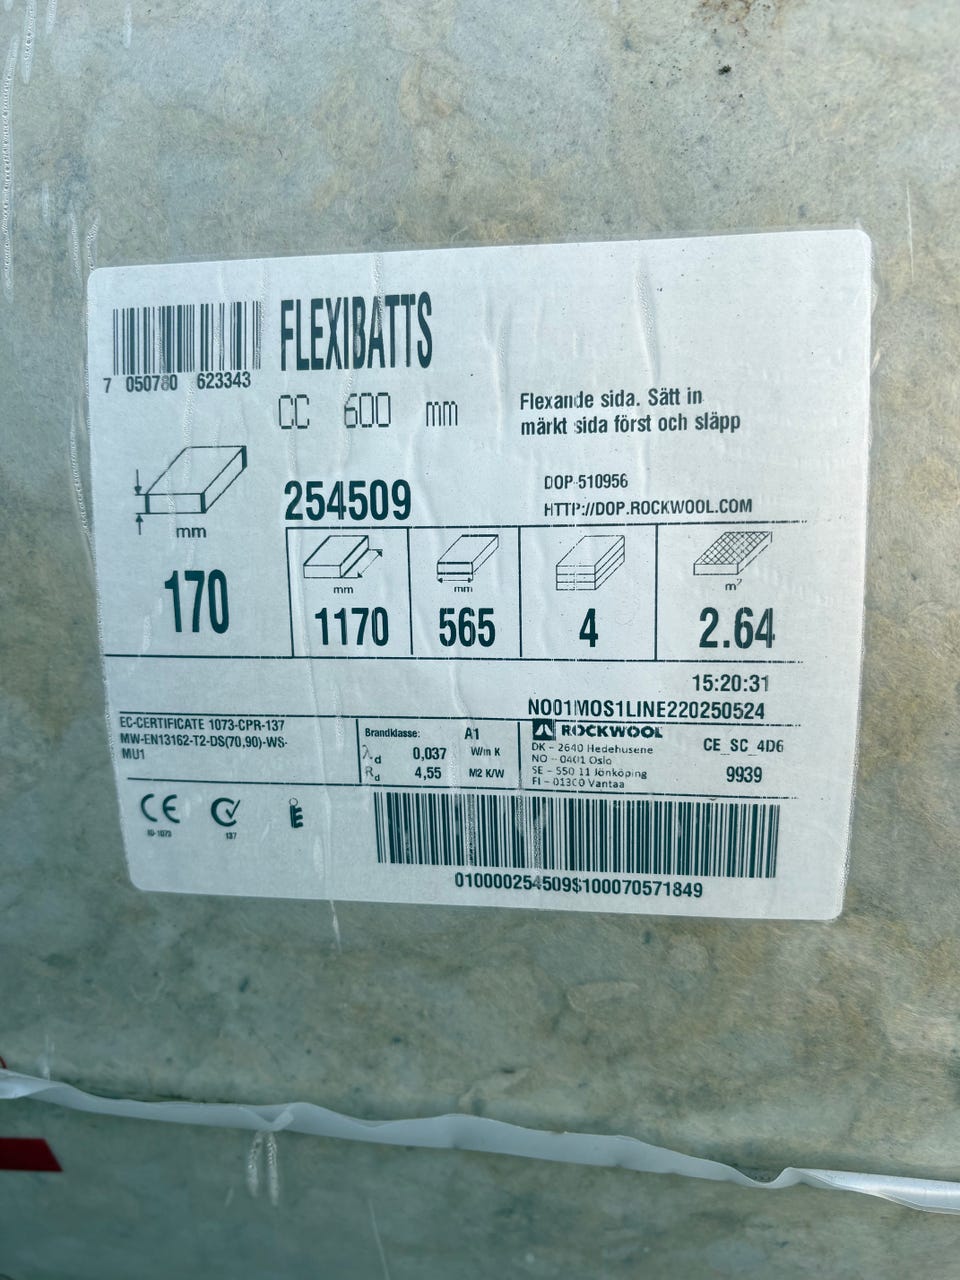 FLEXIBATTS
7 050780 623343
CC 600 mm
Flexande sida. Sätt in
märkt sida först och släpp
254509
DOP-510956
HTTP://DOP.ROCKWOOL.COM
mm
170
mm
1170
mm
565
4
m²
2.64
15:20:31
NO01MOS1LINE220250524
EC-CERTIFICATE 1073-CPR-137
MW-EN13162-T2-DS(70,90)-WS-
MU1
Brandklasse: A1
λd 0,037 W/m K
Rd 4,55 M2 K/W
ROCKWOOL
DK - 2640 Hedehusene
NO - 0401 Oslo
SE - 550 11 Jönköping
FI - 01300 Vantaa
CE_SC_4D6
9939
CE
137
010000254509$100070571849